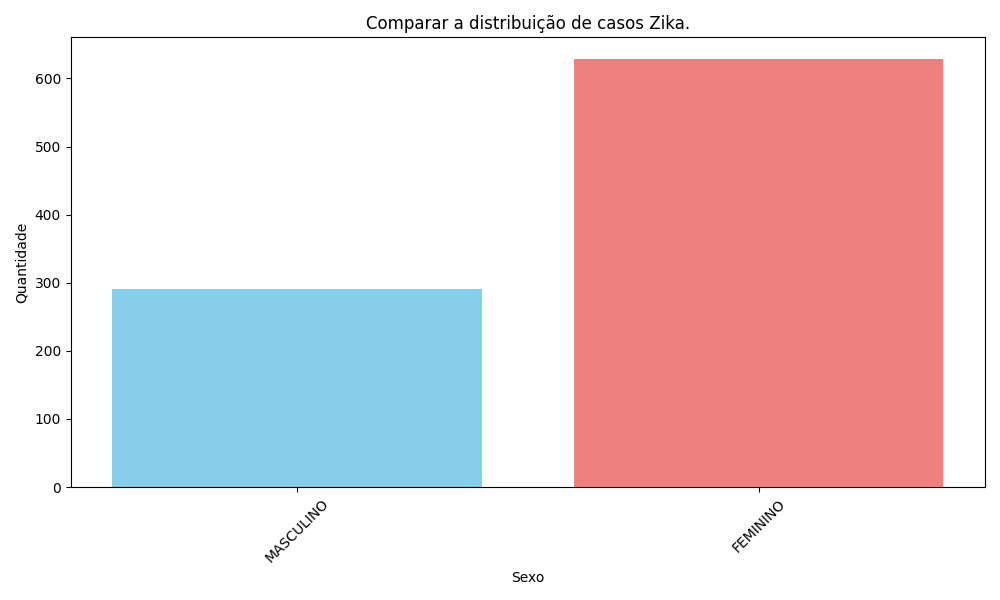 Comparar a distribuição de casos Zika.
Quantidade
600
500
400
300
200
100
0
MASCULINO
FEMININO
Sexo